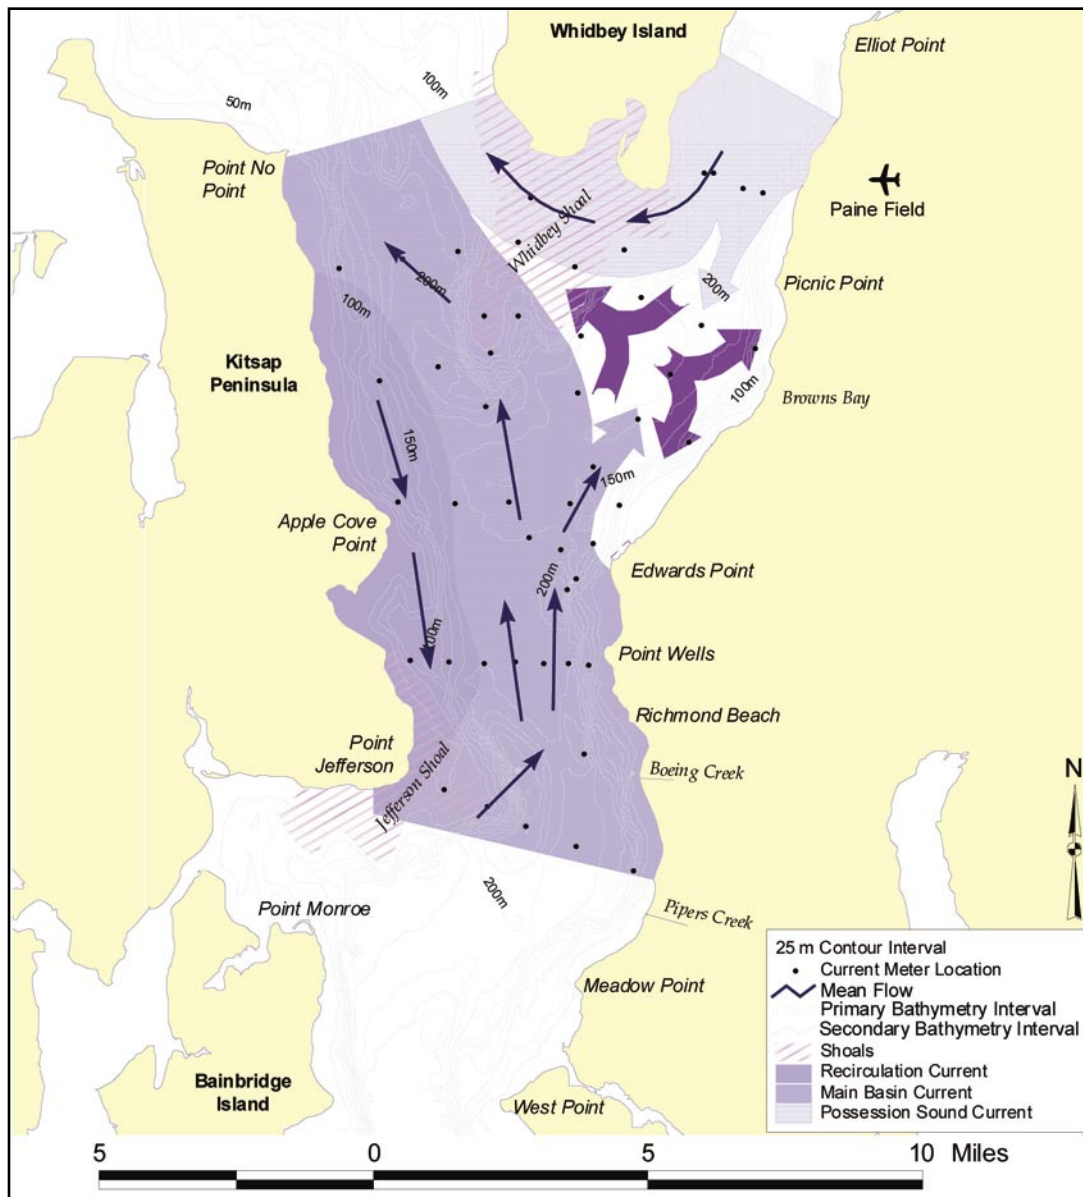 Whidbey Island
Elliot Point
100m
50m
Point No
Point
Paine Field
Whidbey Shoal
200m
200m
Picnic Point
100m
Kitsap
Peninsula
100m
Browns Bay
150m
150m
Apple Cove
Point
200m
Edwards Point
100m
Point Wells
Richmond Beach
Point
Jefferson
Jefferson Shoal
Boeing Creek
N
200m
Point Monroe
Pipers Creek
Meadow Point
25 m Contour Interval
Current Meter Location
Mean Flow
Primary Bathymetry Interval
Secondary Bathymetry Interval
Shoals
Recirculation Current
Main Basin Current
Possession Sound Current
Bainbridge
Island
West Point
5 0 5 10 Miles